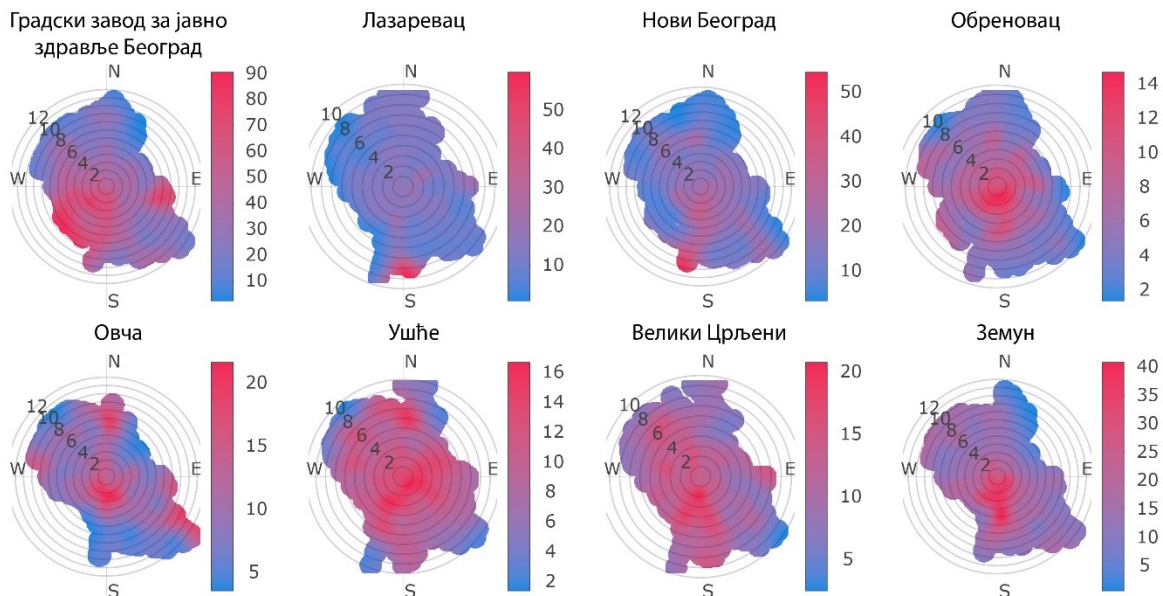 Градски завод за јавно
здравље Београд
N
W
E
S
12
10
8
6
4
2
90
80
70
60
50
40
30
20
10
Лазаревац
N
W
E
S
10
8
6
4
2
50
40
30
20
10
Нови Београд
N
W
E
S
12
10
8
6
4
2
50
40
30
20
10
Обреновац
N
W
E
S
10
8
6
4
2
14
12
10
8
6
4
2
Овча
N
W
E
S
12
10
8
6
4
2
20
15
10
5
Ушће
N
W
E
S
10
8
6
4
2
16
14
12
10
8
6
4
2
Велики Црљени
N
W
E
S
10
8
6
4
2
20
15
10
5
Земун
N
W
E
S
12
10
8
6
4
2
40
35
30
25
20
15
10
5